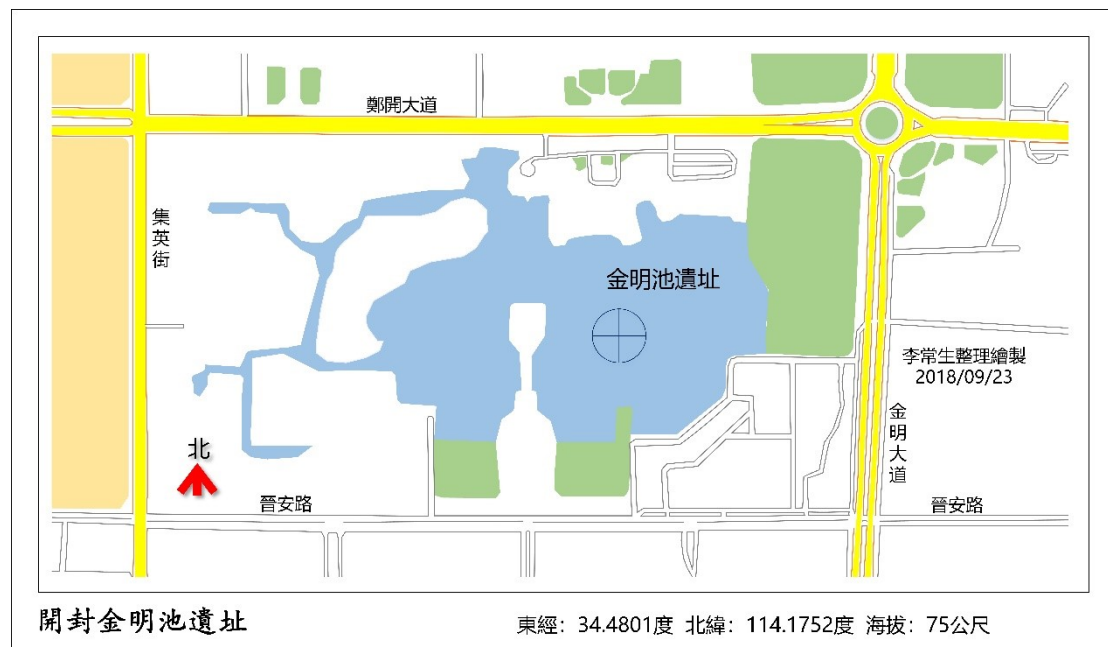 鄭開大道
集英街
金明池遺址
李常生整理繪製
2018/09/23
金明大道
北
晉安路
晉安路
開封金明池遺址
東經：34.4801度 北緯：114.1752度 海拔：75公尺